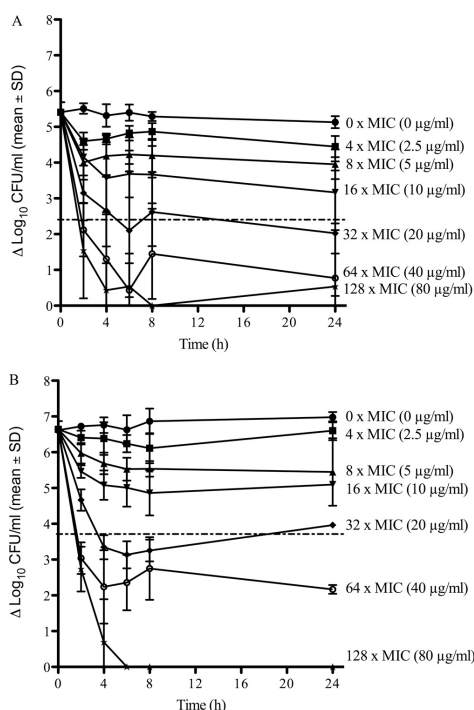 A
Δ Log10 CFU/ml (mean ± SD)
8
7
6
5
4
3
2
1
0
0 x MIC (0 µg/ml)
4 x MIC (2.5 µg/ml)
8 x MIC (5 µg/ml)
16 x MIC (10 µg/ml)
32 x MIC (20 µg/ml)
64 x MIC (40 µg/ml)
128 x MIC (80 µg/ml)
0 4 8 12 16 20 24
Time (h)
B
Δ Log10 CFU/ml (mean ± SD)
8
7
6
5
4
3
2
1
0
0 x MIC (0 µg/ml)
4 x MIC (2.5 µg/ml)
8 x MIC (5 µg/ml)
16 x MIC (10 µg/ml)
32 x MIC (20 µg/ml)
64 x MIC (40 µg/ml)
128 x MIC (80 µg/ml)
0 4 8 12 16 20 24
Time (h)